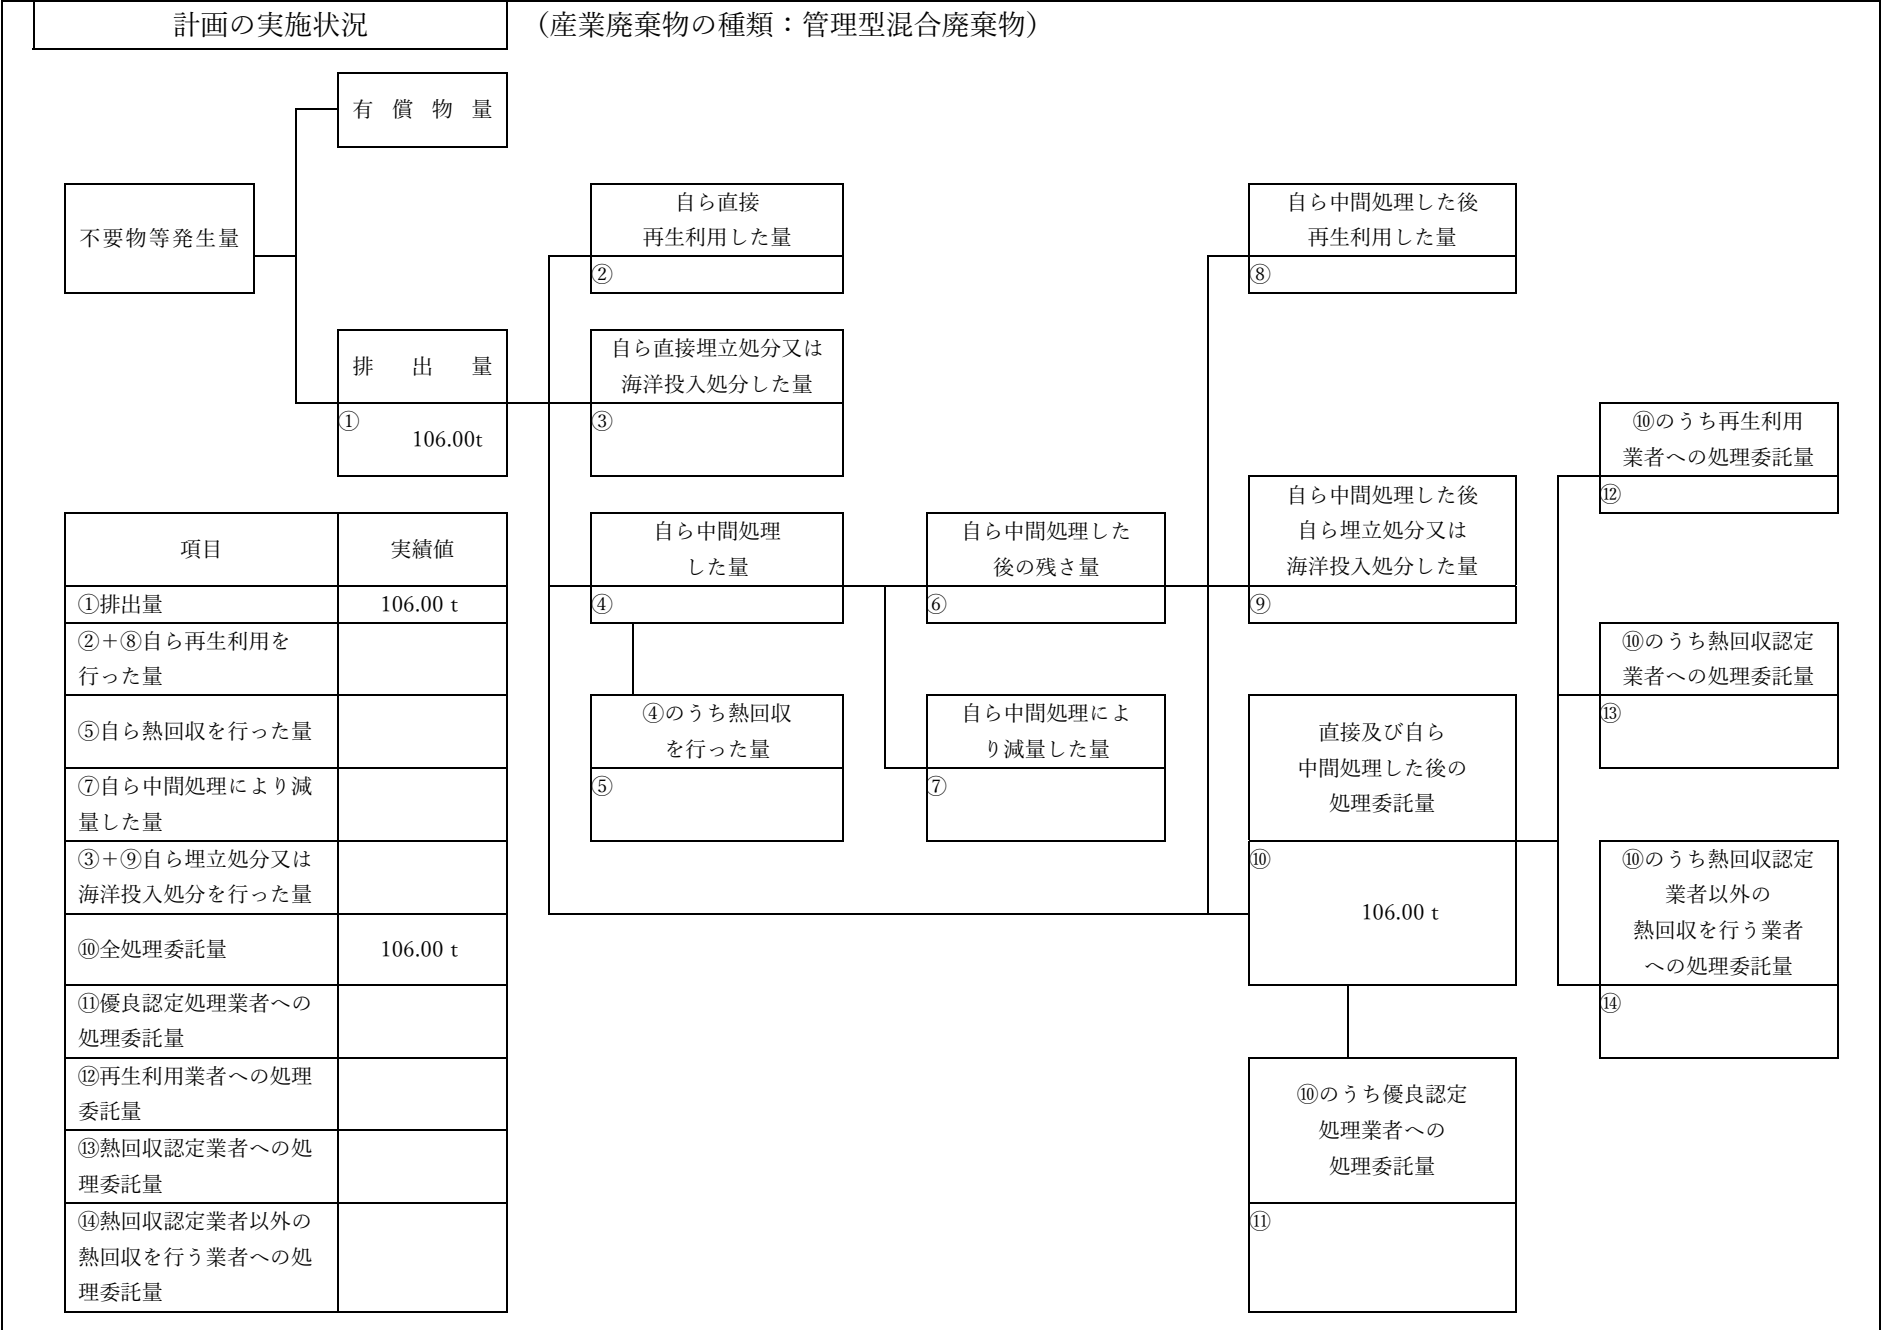 計画の実施状況
（産業廃棄物の種類：管理型混合廃棄物）
有償物量
不要物等発生量
自ら直接
再生利用した量
②
自ら中間処理した後
再生利用した量
⑧
排出量
①
106.00t
自ら直接埋立処分又は
海洋投入処分した量
③
⑩のうち再生利用
業者への処理委託量
⑫
自ら中間処理
した量
④
自ら中間処理した
後の残さ量
⑥
自ら中間処理した後
自ら埋立処分又は
海洋投入処分した量
⑨
⑩のうち熱回収認定
業者への処理委託量
⑬
④のうち熱回収
を行った量
⑤
自ら中間処理によ
り減量した量
⑦
直接及び自ら
中間処理した後の
処理委託量
⑩
106.00 t
⑩のうち熱回収認定
業者以外の
熱回収を行う業者
への処理委託量
⑭
⑩のうち優良認定
処理業者への
処理委託量
⑪
項目 実績値
①排出量 106.00 t
②＋⑧自ら再生利用を
行った量
⑤自ら熱回収を行った量
⑦自ら中間処理により減
量した量
③＋⑨自ら埋立処分又は
海洋投入処分を行った量
⑩全処理委託量 106.00 t
⑪優良認定処理業者への
処理委託量
⑫再生利用業者への処理
委託量
⑬熱回収認定業者への処
理委託量
⑭熱回収認定業者以外の
熱回収を行う業者への処
理委託量